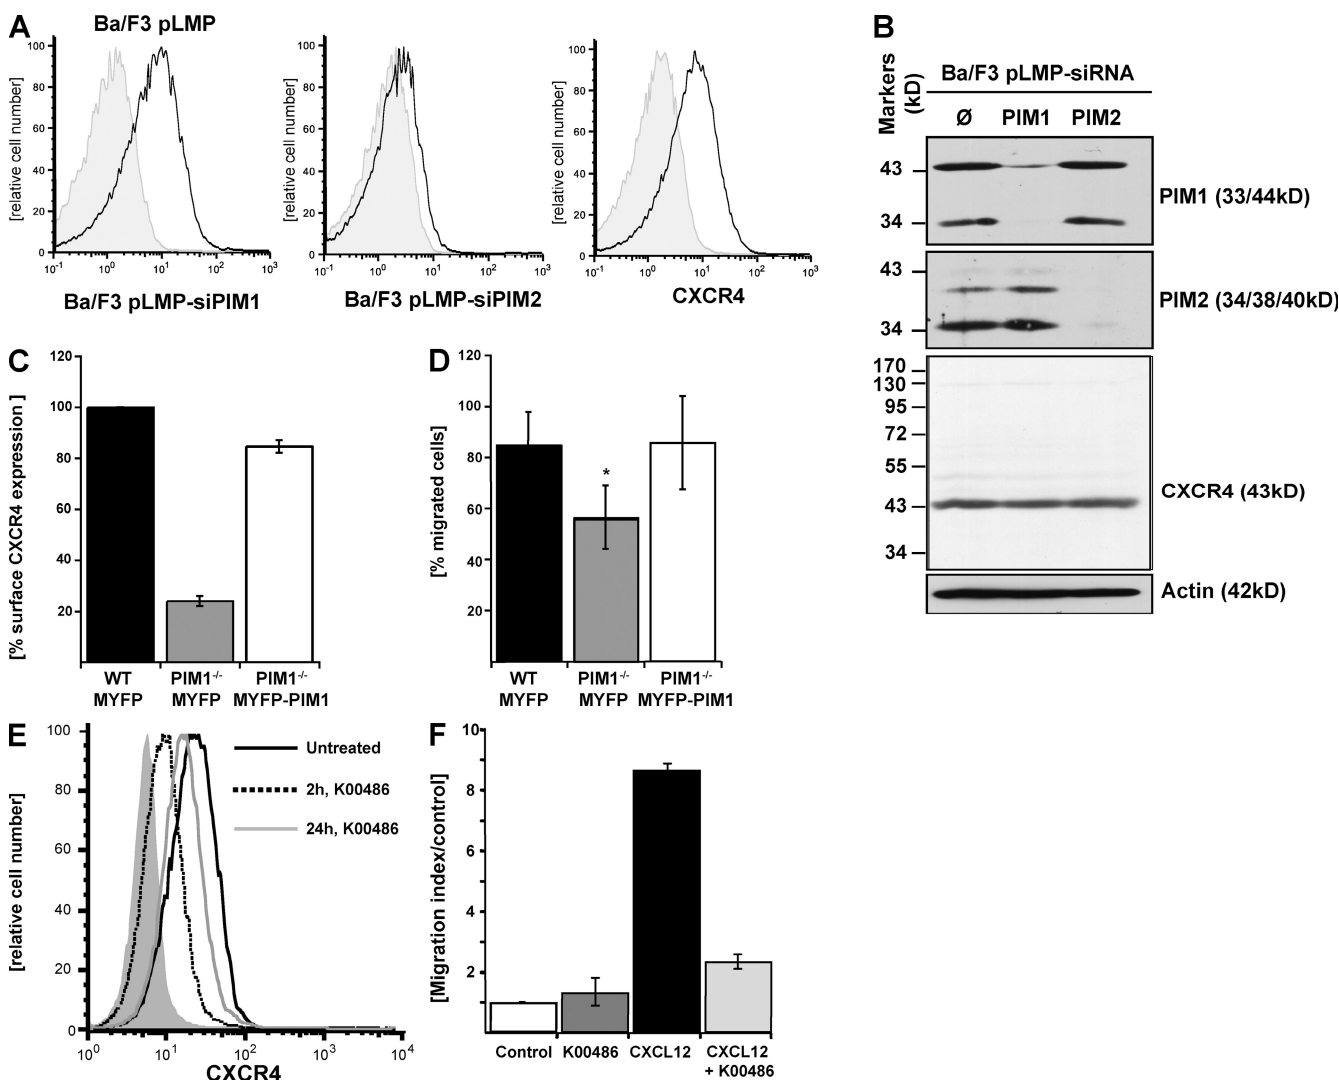 A
Ba/F3 pLMP
[relative cell number]
100
80
60
40
20
0
10-1 100 101 102 103
Ba/F3 pLMP-siPIM1
[relative cell number]
100
80
60
40
20
0
10-1 100 101 102 103
Ba/F3 pLMP-siPIM2
[relative cell number]
100
80
60
40
20
0
10-1 100 101 102 103
CXCR4
B
Markers
(kD)
Ba/F3 pLMP-siRNA
Ø PIM1 PIM2
43
34
PIM1 (33/44kD)
43
34
PIM2 (34/38/40kD)
170
130
95
72
55
43
34
CXCR4 (43kD)
Actin (42kD)
C
[% surface CXCR4 expression ]
120
100
80
60
40
20
WT
MYFP
PIM1-/-
MYFP
PIM1-/-
MYFP-PIM1
D
[% migrated cells]
120
100
80
60
40
20
*
WT
MYFP
PIM1-/-
MYFP
PIM1-/-
MYFP-PIM1
E
[relative cell number]
100
80
60
40
20
0
100 101 102 103 104
CXCR4
Untreated
2h, K00486
24h, K00486
F
[Migration index/control]
10
8
6
4
2
Control
K00486
CXCL12
CXCL12
+ K00486